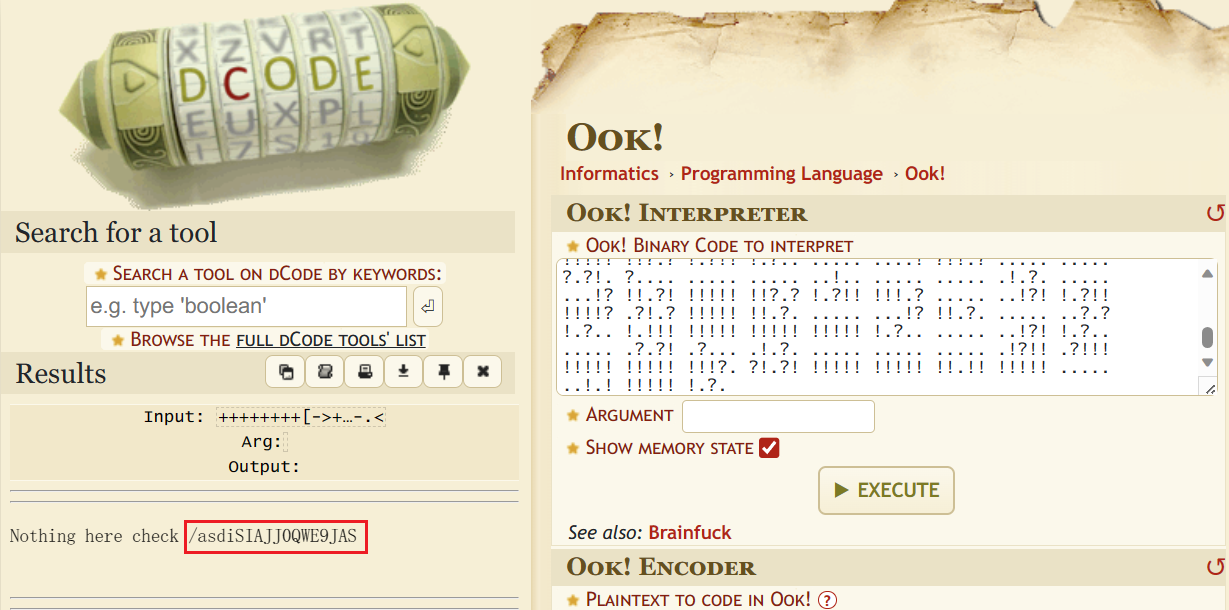 X Z V R T
D C O D E
E U X P L
Search for a tool
SEARCH A TOOL ON DCODE BY KEYWORDS:
e.g. type 'boolean'
BROWSE THE FULL DCODE TOOLS' LIST
Results
Input: ++++++++[->+…-.<
Arg:
Output:
Nothing here check /asdiSIAJJ0QWE9JAS
OOK!
Informatics › Programming Language › Ook!
OOK! INTERPRETER
OOK! BINARY CODE TO INTERPRET
?.?!. ?.... ..... ..... ..!.. ..... ..... .!.?. .....
...!? !!.?! !!!!! !!?.? !.?!! !!!.? ..... ..!?! !.?!!
!!!!? .?!.? !!!!! !!.?. ..... ...!? !!.?. ..... ..?.?
!.?.. !.!!! !!!!! !!!!! !!!!! !.?.. ..... .!?! !.?..
..... .?.?! .?... .!.?. ..... ..... ..... .!?!! .?!!!
!!!!! !!!!! !!!?. ?!.?! !!!!! !!!!! !!.!! !!!!! .....
..!.! !!!!! !.?.
ARGUMENT
SHOW MEMORY STATE
EXECUTE
See also: Brainfuck
OOK! ENCODER
PLAINTEXT TO CODE IN OOK! ?